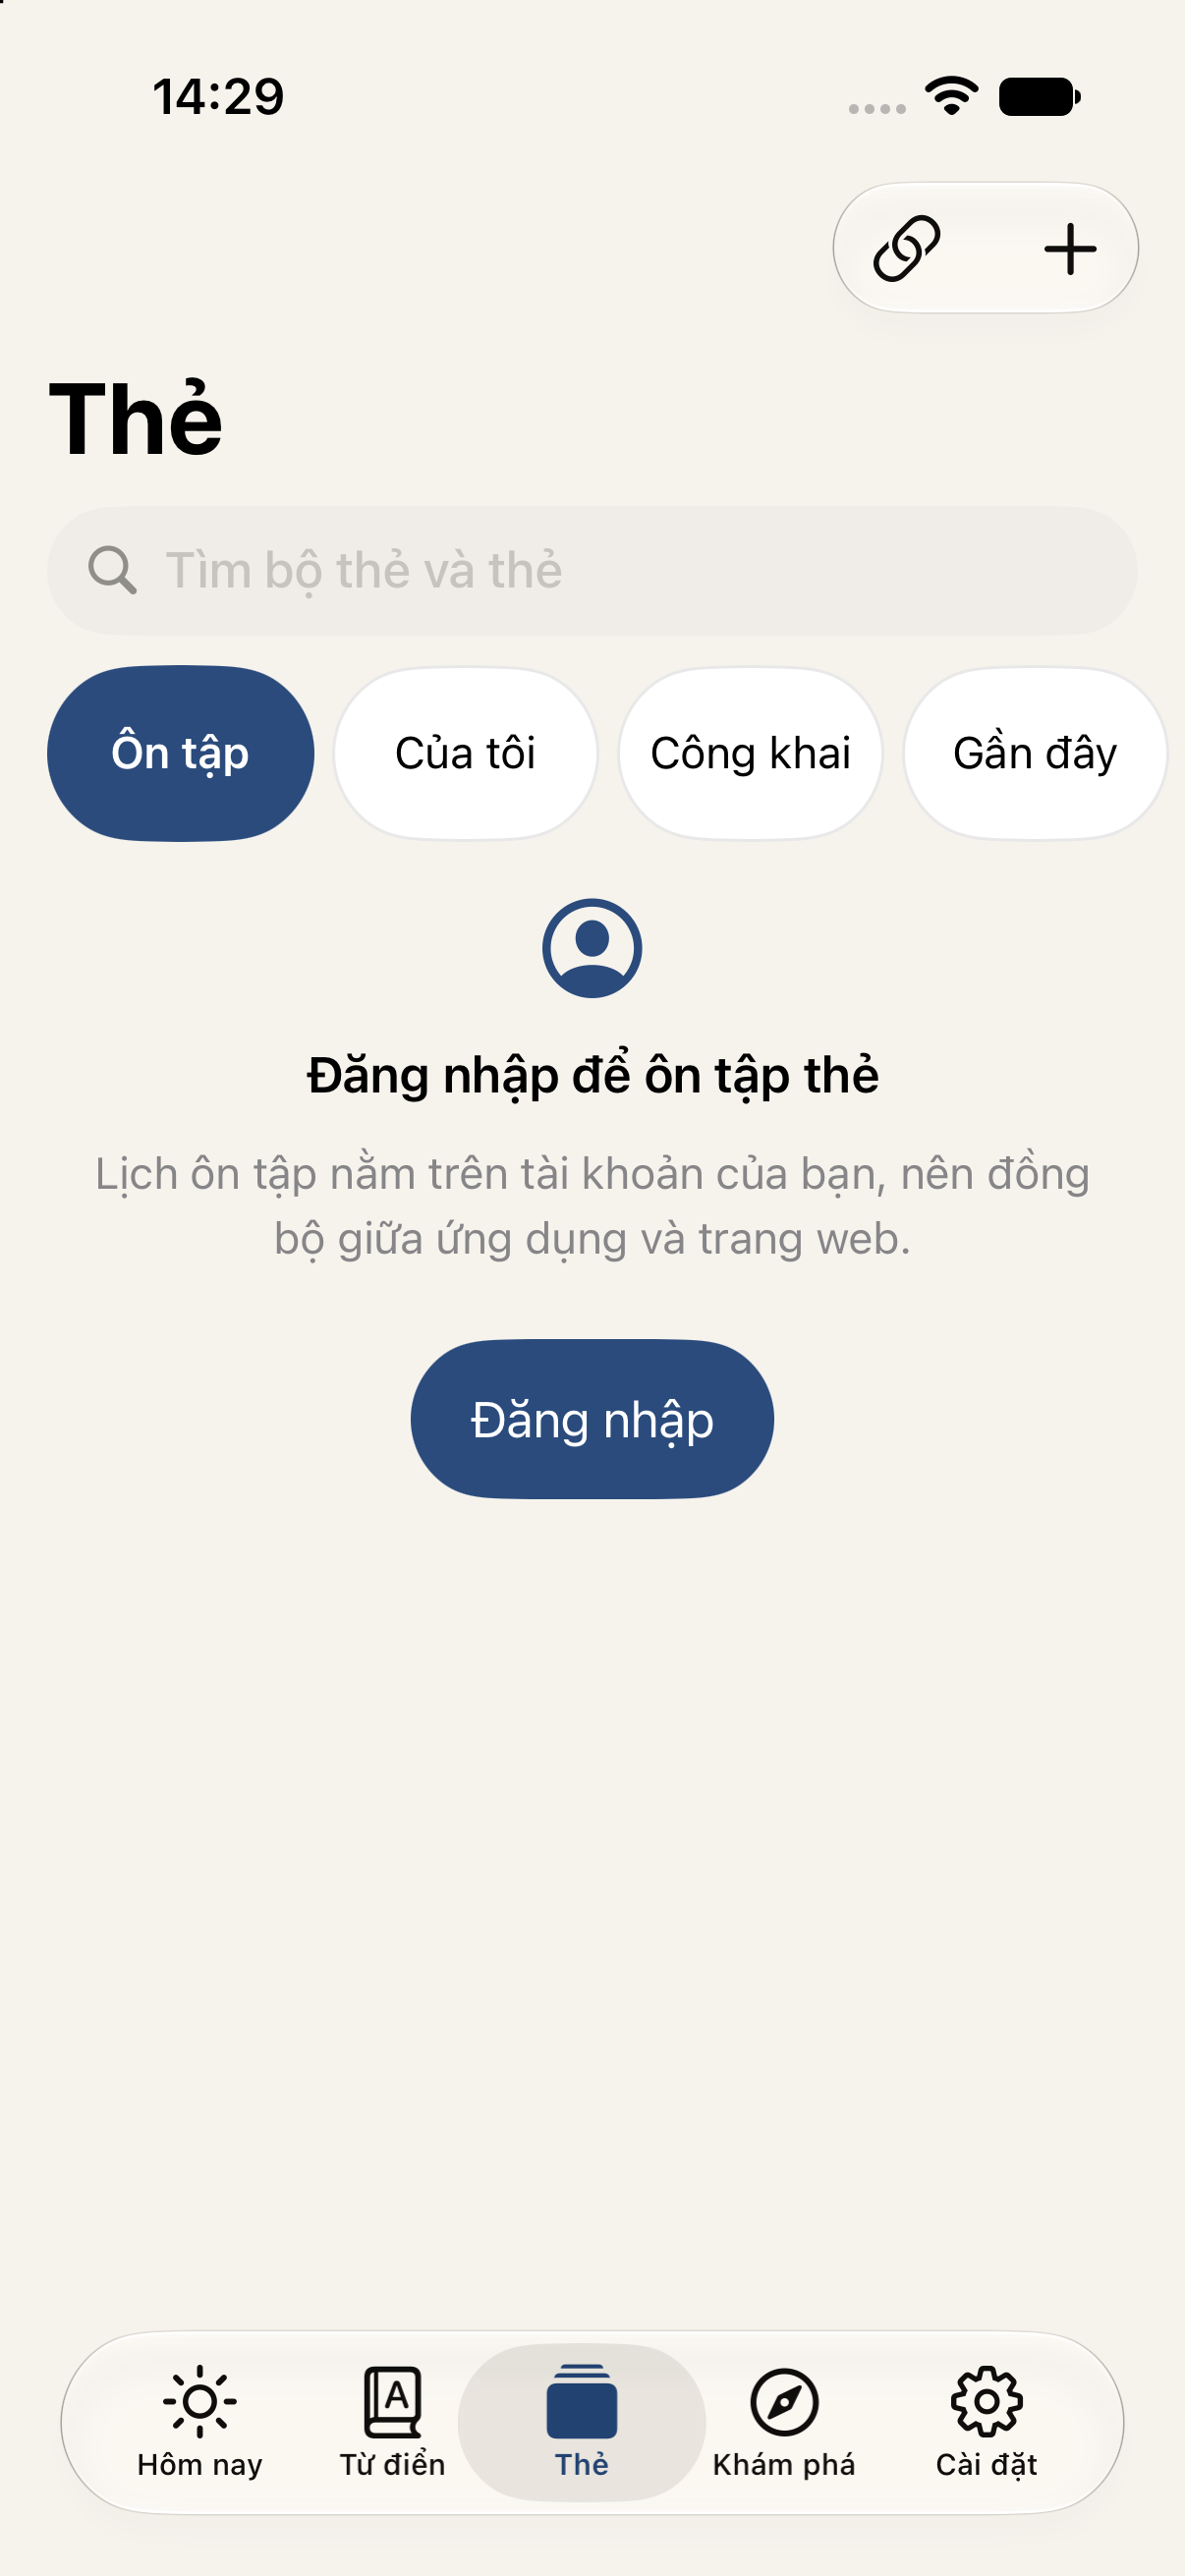 14:29
Thẻ
Tìm bộ thẻ và thẻ
Ôn tập
Của tôi
Công khai
Gần đây
Đăng nhập để ôn tập thẻ
Lịch ôn tập nằm trên tài khoản của bạn, nên đồng
bộ giữa ứng dụng và trang web.
Đăng nhập
Hôm nay
Từ điển
Thẻ
Khám phá
Cài đặt